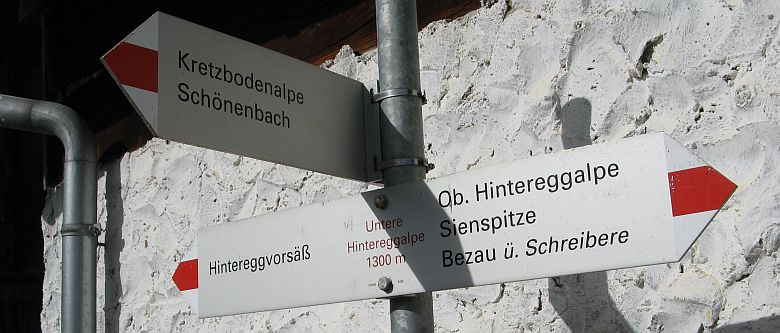 Kretzbodenalpe
Schönenbach
Hintereggvorsäß
Untere
Hintereggalpe
1300 m
Ob. Hintereggalpe
Sienspitze
Bezau ü. Schreibere